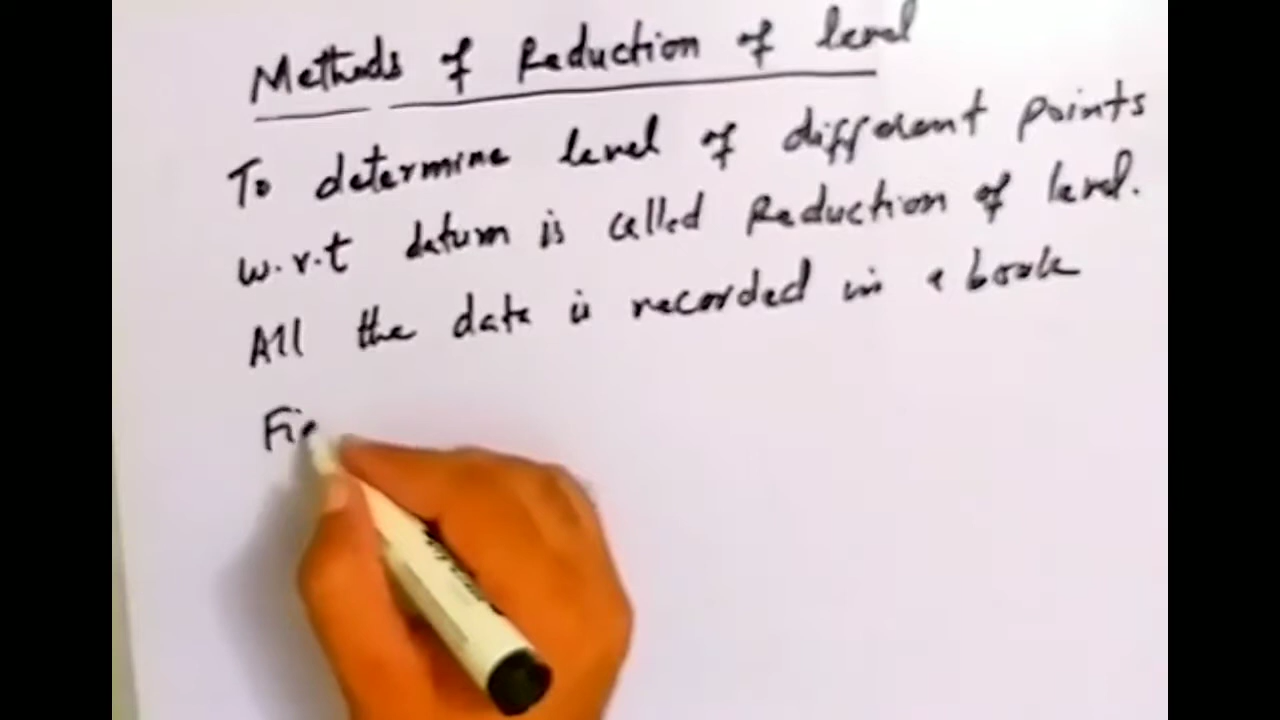 Methods of Reduction of level
To determine level of different points
w.r.t datum is called Reduction of level.
All the data is recorded in a book
Fie